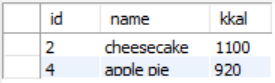 id name kkal
2 cheesecake 1100
4 apple pie 920